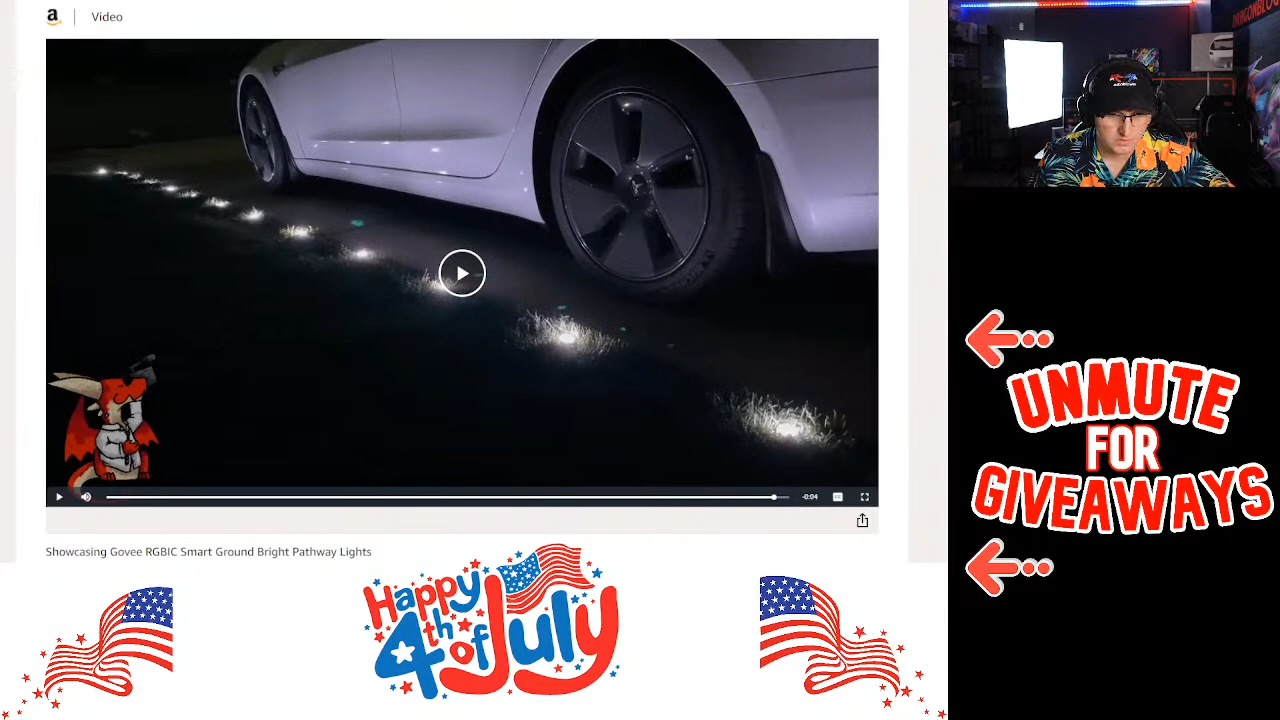 Video
-0:04
Showcasing Govee RGBIC Smart Ground Bright Pathway Lights
Happy
4th of July
UNMUTE
FOR
GIVEAWAYS